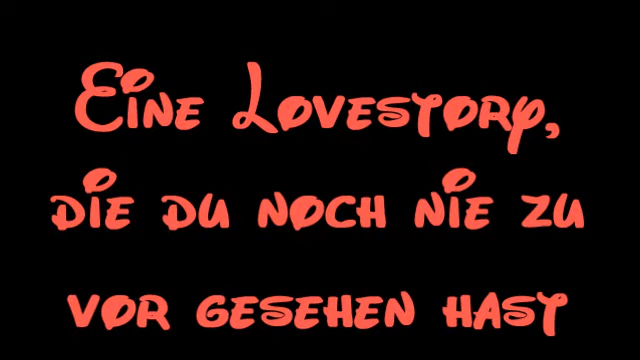 Eine Lovestory,
die du noch nie zu
vor gesehen hast